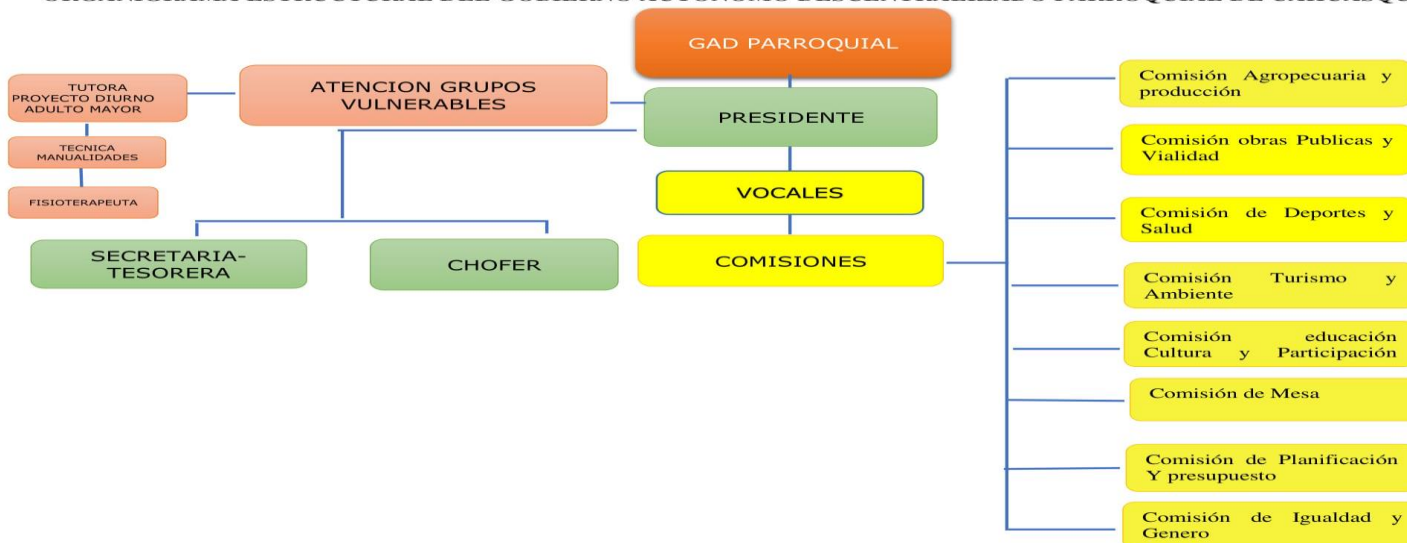 GAD PARROQUIAL
TUTORA
PROYECTO DIURNO
ADULTO MAYOR
ATENCION GRUPOS
VULNERABLES
PRESIDENTE
TECNICA
MANUALIDADES
FISIOTERAPEUTA
VOCALES
SECRETARIA-
TESORERA
CHOFER
COMISIONES
Comisión Agropecuaria y
producción
Comisión obras Publicas y
Vialidad
Comisión de Deportes y
Salud
Comisión Turismo y
Ambiente
Comisión educación
Cultura y Participación
Comisión de Mesa
Comisión de Planificación
Y presupuesto
Comisión de Igualdad y
Genero